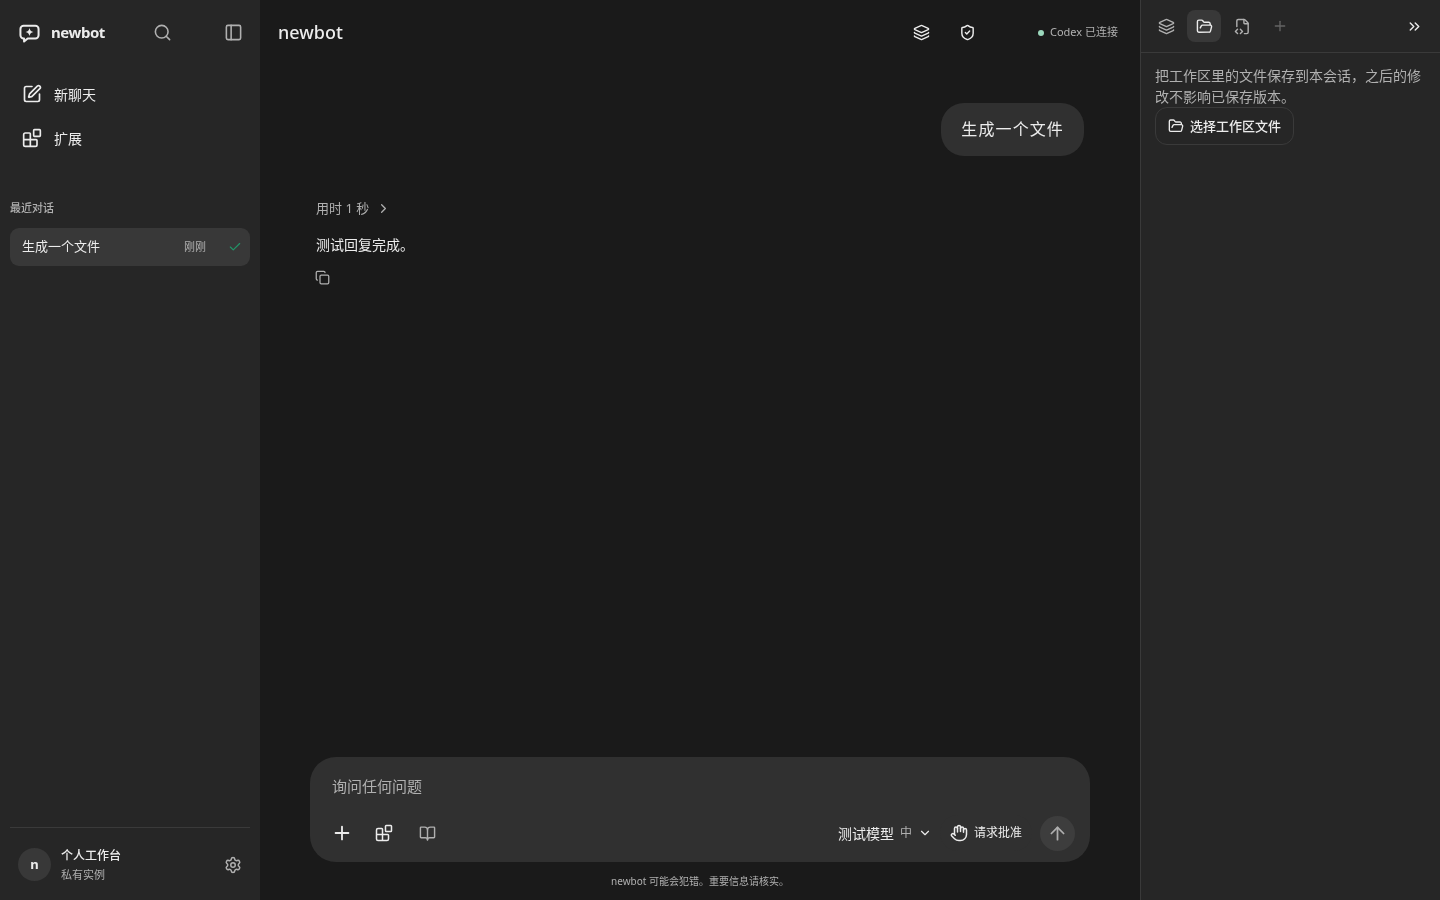 newbot
新聊天
扩展
最近对话
生成一个文件 刚刚
n
个人工作台
私有实例
newbot
Codex 已连接
生成一个文件
用时 1 秒
测试回复完成。
询问任何问题
测试模型 中
请求批准
newbot 可能会犯错。重要信息请核实。
把工作区里的文件保存到本会话，之后的修
改不影响已保存版本。
选择工作区文件